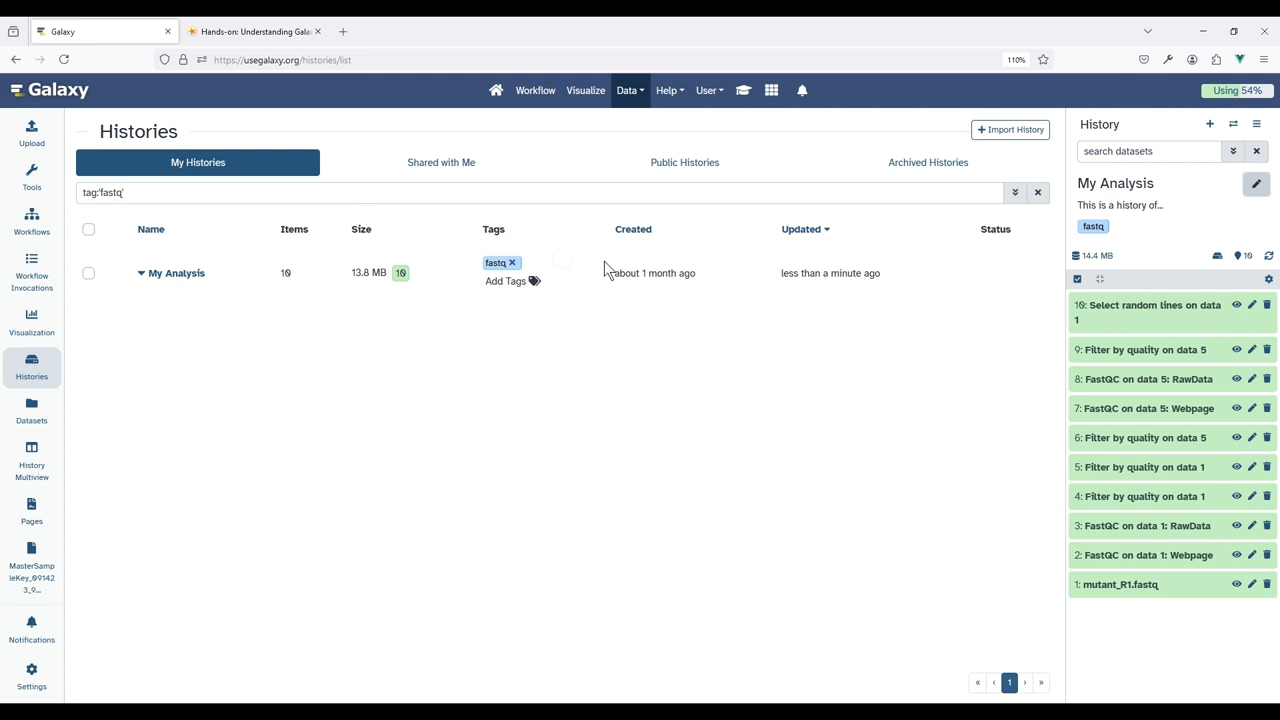 Galaxy
Hands-on: Understanding Gala
https://usegalaxy.org/histories/list
110%
Galaxy
Workflow
Visualize
Data
Help
User
Using 54%
Upload
Tools
Workflows
Workflow
Invocations
Visualization
Histories
Datasets
History
Multiview
Pages
MasterSamp
leKey_09142
3_9...
Notifications
Settings
Histories
Import History
My Histories
Shared with Me
Public Histories
Archived Histories
tag:'fastq'
Name Items Size Tags Created Updated Status
My Analysis 10 13.8 MB 10 fastq about 1 month ago less than a minute ago
Add Tags
« ‹ 1 › »
History
search datasets
My Analysis
This is a history of...
fastq
14.4 MB
10
10: Select random lines on data
1
9: Filter by quality on data 5
8: FastQC on data 5: RawData
7: FastQC on data 5: Webpage
6: Filter by quality on data 5
5: Filter by quality on data 1
4: Filter by quality on data 1
3: FastQC on data 1: RawData
2: FastQC on data 1: Webpage
1: mutant_R1.fastq